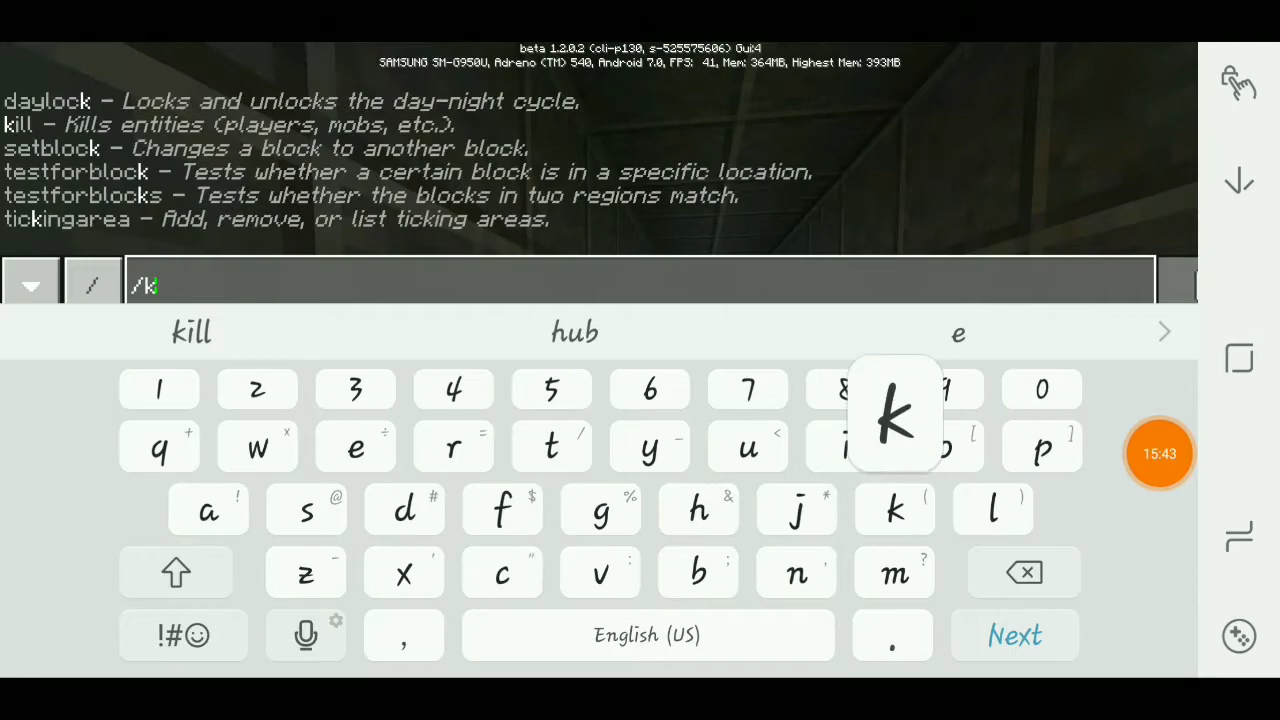 beta 1.2.0.2 (cli-p130, s-525575606) Gui:4
SAMSUNG SM-G950U, Adreno (TM) 540, Android 7.0, FPS: 41, Mem: 364MB, Highest Mem: 393MB
daylock - Locks and unlocks the day-night cycle.
kill - Kills entities (players, mobs, etc.).
setblock - Changes a block to another block.
testforblock - Tests whether a certain block is in a specific location.
testforblocks - Tests whether the blocks in two regions match.
tickingarea - Add, remove, or list ticking areas.
/ /k
kill hub e
1 2 3 4 5 6 7 8 k 9 0
q + w × e ÷ r = t / y _ u < i o [ p ]
15:43
a ! s @ d # f $ g % h & j * k ( l )
z - x ' c " v : b ; n , m ?
!#☺ , English (US) . Next